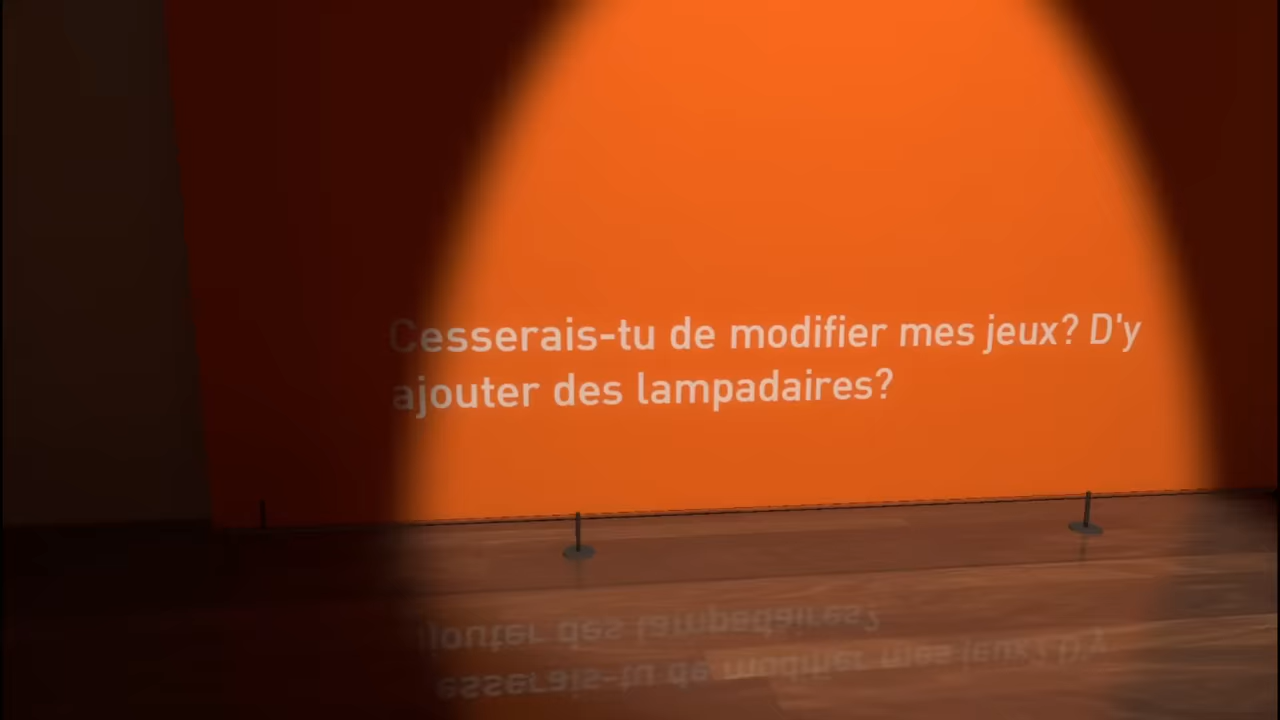 Cesserais-tu de modifier mes jeux? D'y
ajouter des lampadaires?